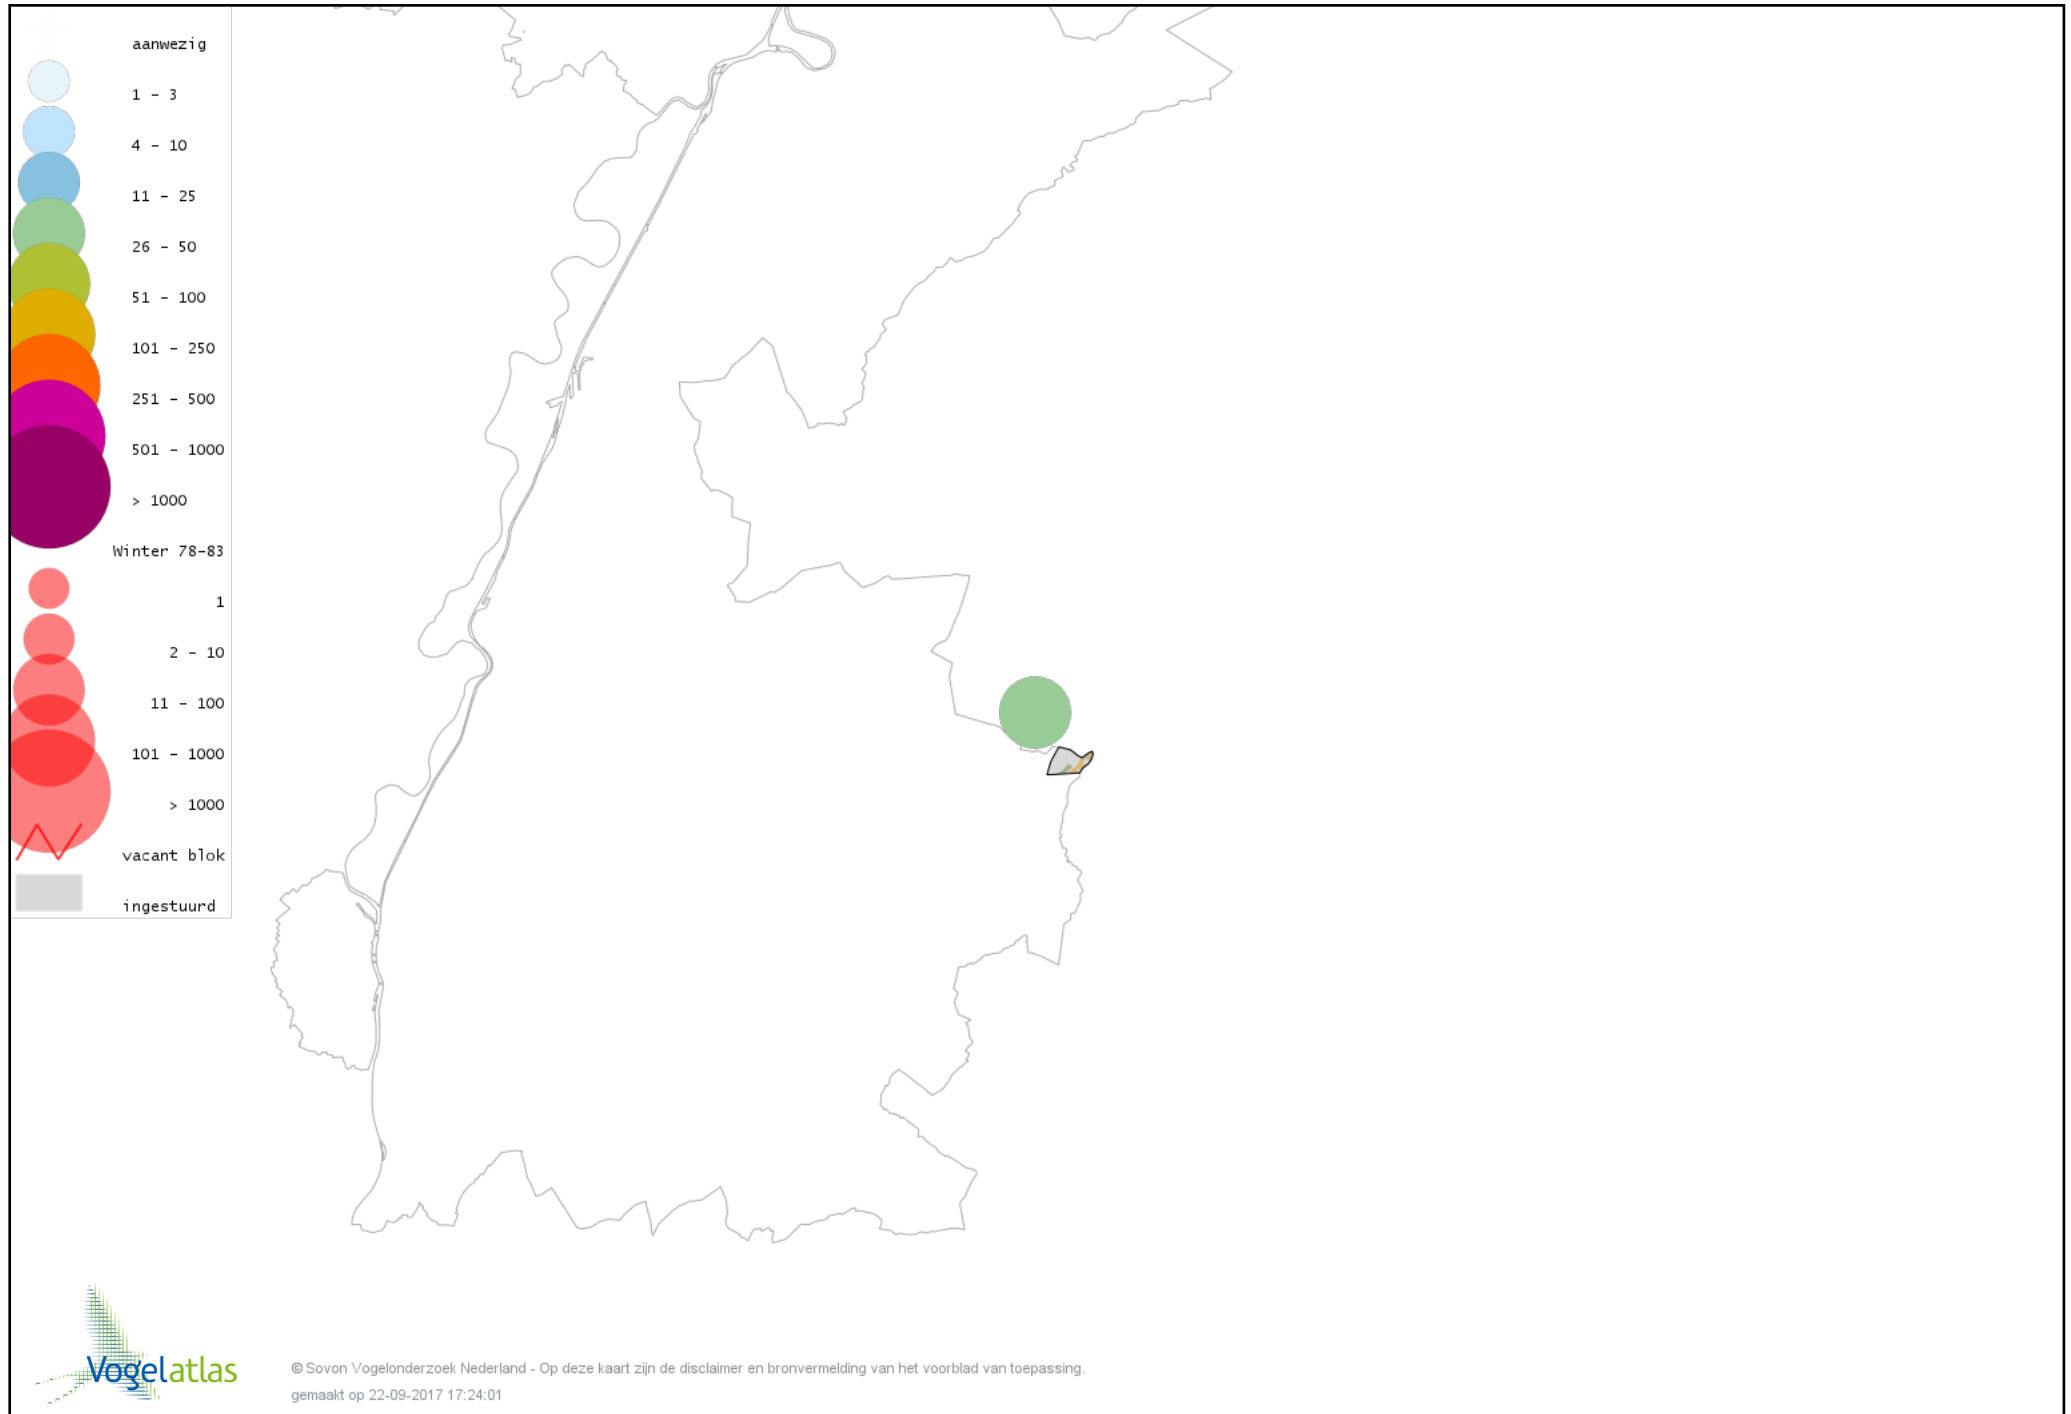 aanwezig
1 - 3
4 - 10
11 - 25
26 - 50
51 - 100
101 - 250
251 - 500
501 - 1000
> 1000
Winter 78-83
1
2 - 10
11 - 100
101 - 1000
> 1000
vacant blok
ingestuurd
Vogelatlas
© Sovon Vogelonderzoek Nederland - Op deze kaart zijn de disclaimer en bronvermelding van het voorblad van toepassing.
gemaakt op 22-09-2017 17:24:01